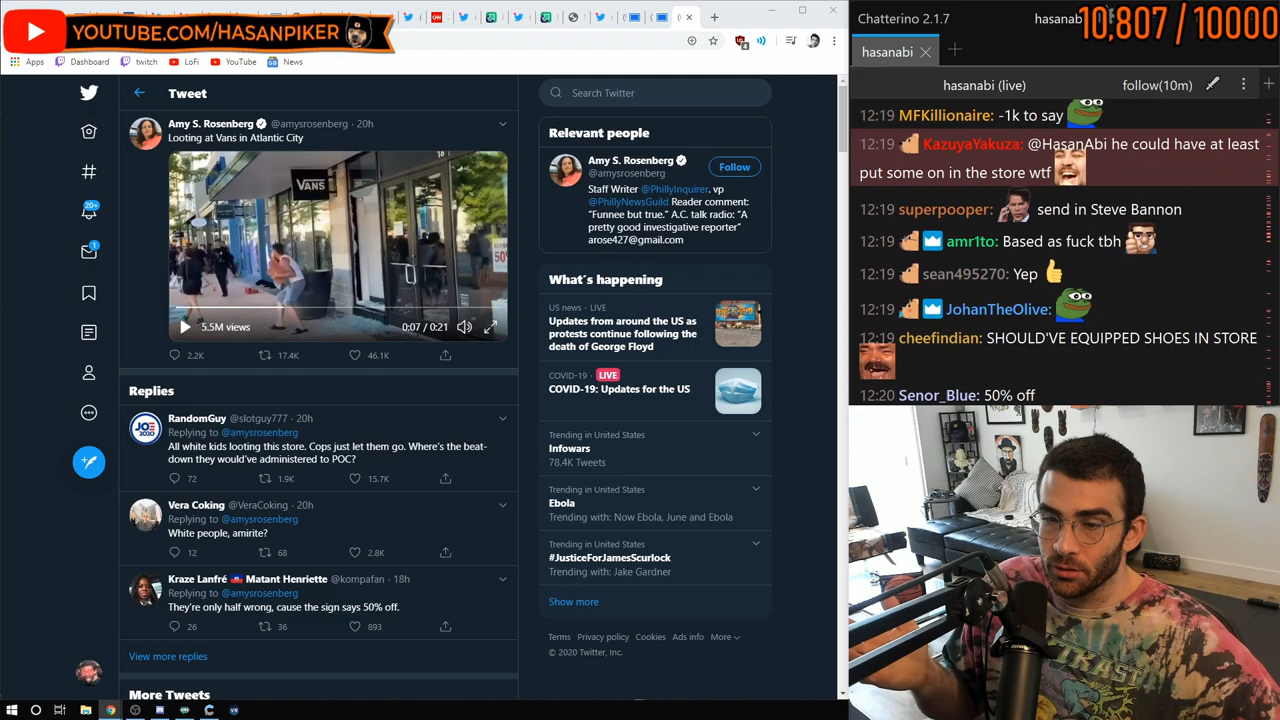 YOUTUBE.COM/HASANPIKER
Apps
Dashboard
twitch
LoFi
YouTube
News
Tweet
Amy S. Rosenberg @amysrosenberg · 20h
Looting at Vans in Atlantic City
VANS
5.5M views
0:07 / 0:21
2.2K
17.4K
46.1K
Replies
RandomGuy @slotguy777 · 20h
Replying to @amysrosenberg
All white kids looting this store. Cops just let them go. Where's the beat-
down they would've administered to POC?
72
1.9K
15.7K
Vera Coking @VeraCoking · 20h
Replying to @amysrosenberg
White people, amirite?
12
68
2.8K
Kraze Lanfré 🇭🇹 Matant Henriette @kompafan · 18h
Replying to @amysrosenberg
They're only half wrong, cause the sign says 50% off.
26
36
893
View more replies
More Tweets
20+
1
Search Twitter
Relevant people
Amy S. Rosenberg
@amysrosenberg
Follow
Staff Writer @PhillyInquirer. vp
@PhillyNewsGuild Reader comment:
"Funnee but true." A.C. talk radio: "A
pretty good investigative reporter"
arose427@gmail.com
What's happening
US news · LIVE
Updates from around the US as
protests continue following the
death of George Floyd
COVID-19 · LIVE
COVID-19: Updates for the US
Trending in United States
Infowars
78.4K Tweets
Trending in United States
Ebola
Trending with: Now Ebola, June and Ebola
Trending in United States
#JusticeForJamesScurlock
Trending with: Jake Gardner
Show more
Terms Privacy policy Cookies Ads info More
© 2020 Twitter, Inc.
Chatterino 2.1.7
10,807 / 10000
hasanabi
hasanabi (live)
follow(10m)
12:19 MFKillionaire: -1k to say
12:19 KazuyaYakuza: @HasanAbi he could have at least
put some on in the store wtf
12:19 superpooper: send in Steve Bannon
12:19 amr1to: Based as fuck tbh
12:19 sean495270: Yep
12:19 JohanTheOlive:
12:19 cheefindian: SHOULD'VE EQUIPPED SHOES IN STORE
12:20 Senor_Blue: 50% off